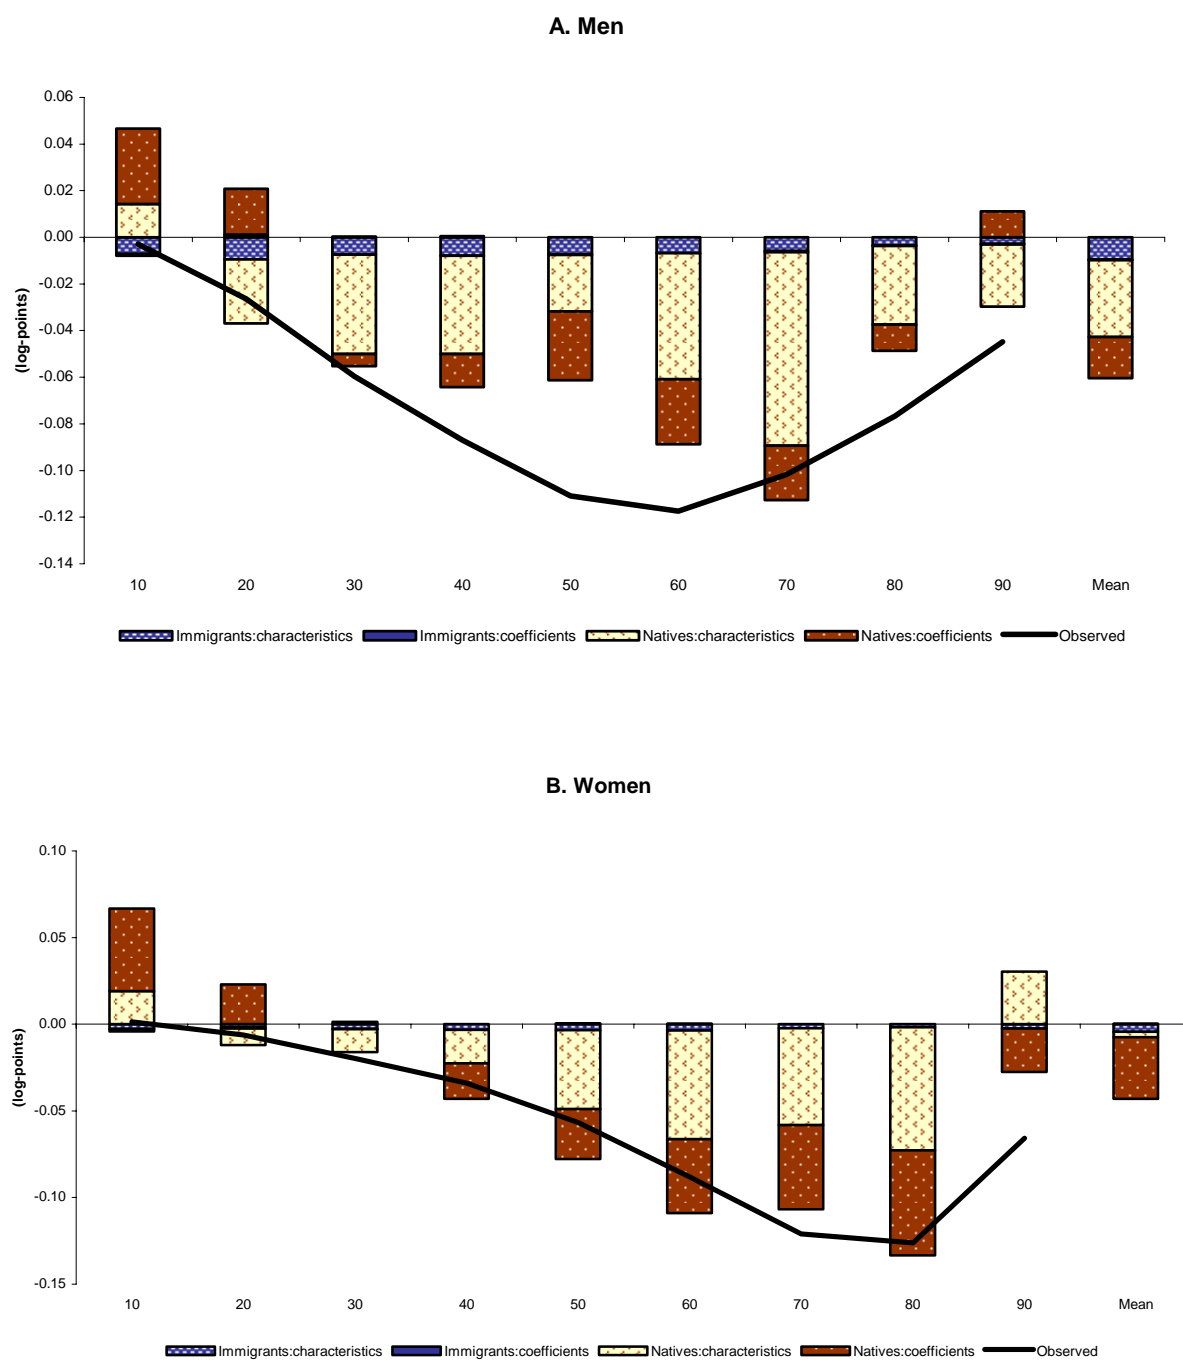 A. Men
0.06
0.04
0.02
0.00
-0.02
-0.04
-0.06
-0.08
-0.10
-0.12
-0.14
(log-points)
10 20 30 40 50 60 70 80 90 Mean
Immigrants:characteristics Immigrants:coefficients Natives:characteristics Natives:coefficients Observed
B. Women
0.10
0.05
0.00
-0.05
-0.10
-0.15
(log-points)
10 20 30 40 50 60 70 80 90 Mean
Immigrants:characteristics Immigrants:coefficients Natives:characteristics Natives:coefficients Observed